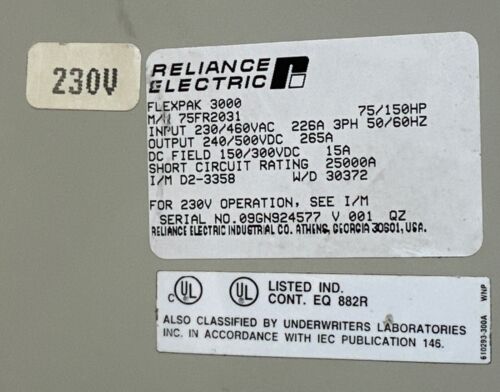 230V
RELIANCE
ELECTRIC
FLEXPAK 3000 75/150HP
M/N 75FR2031
INPUT 230/460VAC 226A 3PH 50/60HZ
OUTPUT 240/500VDC 265A
DC FIELD 150/300VDC 15A
SHORT CIRCUIT RATING 25000A
I/M D2-3358 W/D 30372
FOR 230V OPERATION, SEE I/M
SERIAL NO.09GN924577 V 001 QZ
RELIANCE ELECTRIC INDUSTRIAL CO. ATHENS, GEORGIA 30601, USA.
C UL UL LISTED IND.
CONT. EQ 882R
ALSO CLASSIFIED BY UNDERWRITERS LABORATORIES
INC. IN ACCORDANCE WITH IEC PUBLICATION 146.
610293-300A WNP